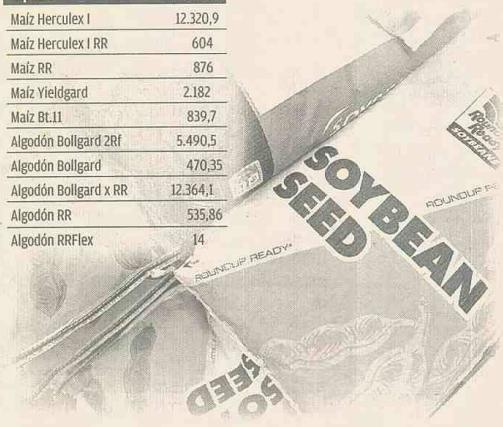 Maíz Herculex I 12.320,9
Maíz Herculex I RR 604
Maíz RR 876
Maíz Yieldgard 2.182
Maíz Bt.11 839,7
Algodón Bollgard 2Rf 5.490,5
Algodón Bollgard 470,35
Algodón Bollgard x RR 12.364,1
Algodón RR 535,86
Algodón RRFlex 14
SOYBEAN
SEED
ROUNDUP READY
ROUNDUP
SOYBEAN
SEED